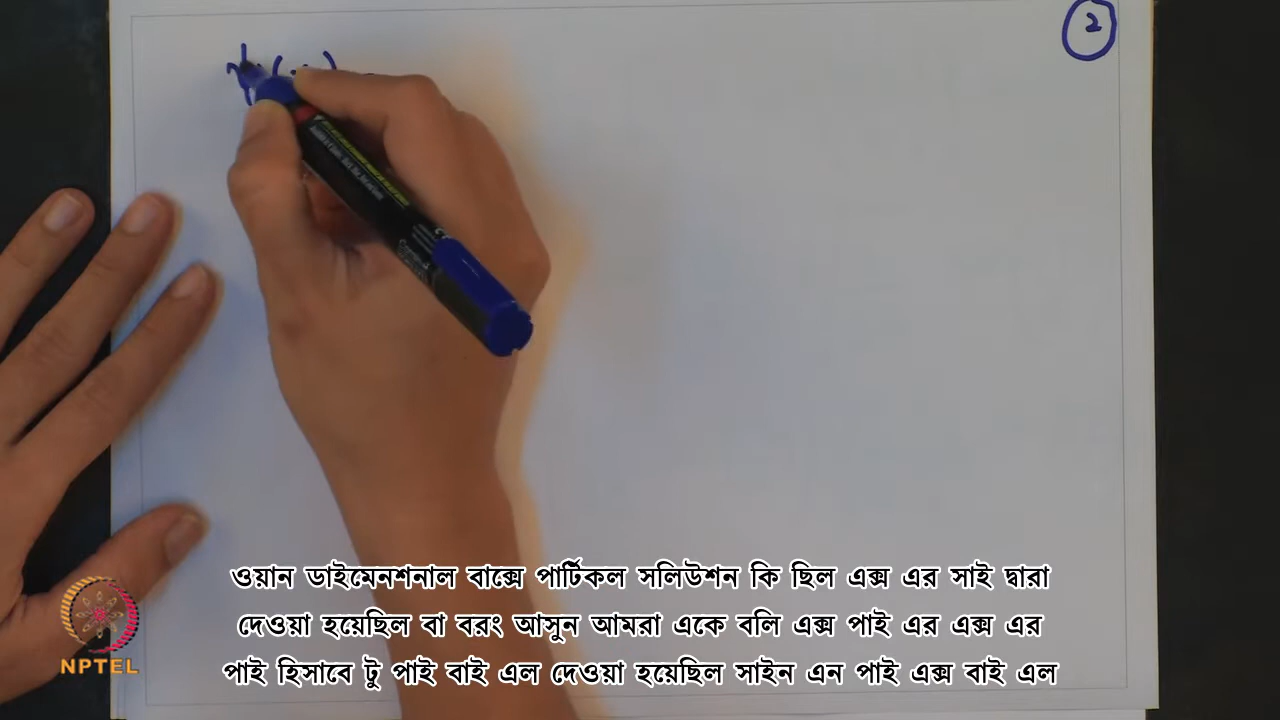 2
ওয়ান ডাইমেনশনাল বাক্সে পার্টিকল সলিউশন কি ছিল এক্স এর সাই দ্বারা
দেওয়া হয়েছিল বা বরং আসুন আমরা একে বলি এক্স পাই এর এক্স এর
পাই হিসাবে টু পাই বাই এল দেওয়া হয়েছিল সাইন এন পাই এক্স বাই এল
NPTEL